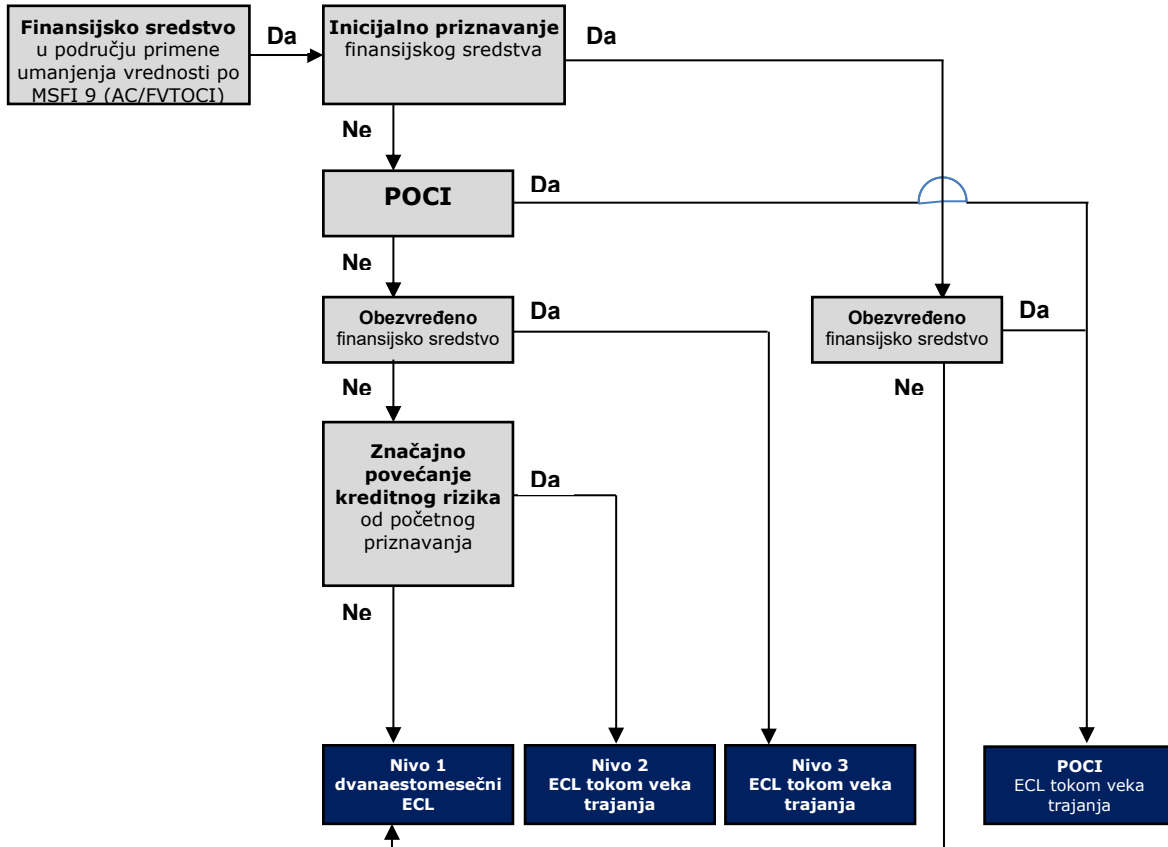 Finansijsko sredstvo
u području primene
umanjenja vrednosti po
MSFI 9 (AC/FVTOCI)
Da
Inicijalno priznavanje
finansijskog sredstva
Da
Ne
POCI
Da
Ne
Obezvređeno
finansijsko sredstvo
Da
Obezvređeno
finansijsko sredstvo
Da
Ne
Ne
Značajno
povećanje
kreditnog rizika
od početnog
priznavanja
Da
Ne
Nivo 1
dvanaestomesečni
ECL
Nivo 2
ECL tokom veka
trajanja
Nivo 3
ECL tokom veka
trajanja
POCI
ECL tokom veka
trajanja